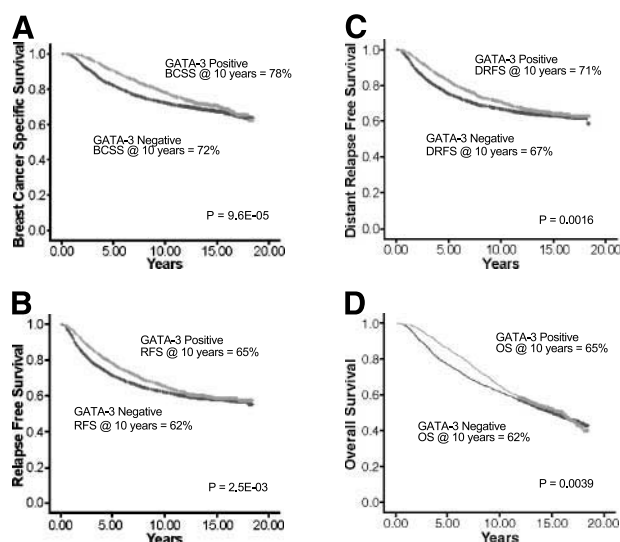 A
Breast Cancer Specific Survival
1.0
0.8
0.6
0.4
0.2
0.0
GATA-3 Positive
BCSS @ 10 years = 78%
GATA-3 Negative
BCSS @ 10 years = 72%
P = 9.6E-05
0.00 5.00 10.00 15.00 20.00
Years
C
Distant Relapse Free Survival
1.0
0.8
0.6
0.4
0.2
0.0
GATA-3 Positive
DRFS @ 10 years = 71%
GATA-3 Negative
DRFS @ 10 years = 67%
P = 0.0016
0.00 5.00 10.00 15.00 20.00
Years
B
Relapse Free Survival
1.0
0.8
0.6
0.4
0.2
0.0
GATA-3 Positive
RFS @ 10 years = 65%
GATA-3 Negative
RFS @ 10 years = 62%
P = 2.5E-03
0.00 5.00 10.00 15.00 20.00
Years
D
Overall Survival
1.0
0.8
0.6
0.4
0.2
0.0
GATA-3 Positive
OS @ 10 years = 65%
GATA-3 Negative
OS @ 10 years = 62%
P = 0.0039
0.00 5.00 10.00 15.00 20.00
Years